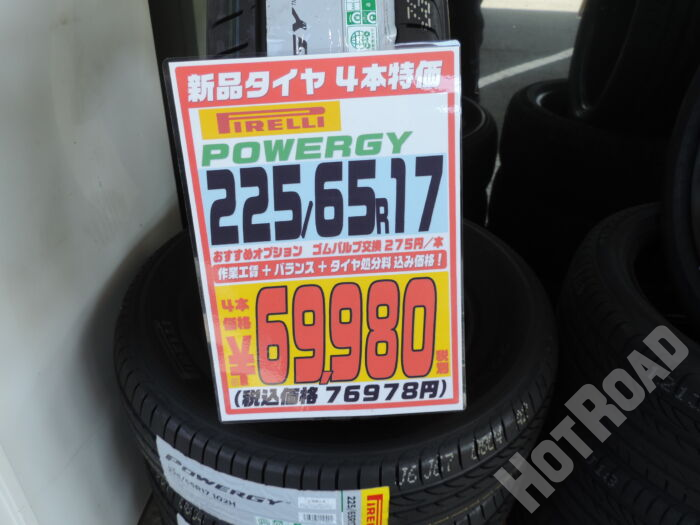 新品タイヤ 4本特価
PIRELLI
POWERGY
225/65R17
おすすめオプション ゴムバルブ交換 275円/本
作業工賃+バランス+タイヤ処分料 込み価格!
4本
価格
69,980
税別
(税込価格 76978円)
POWERGY
225/65R17 102H
HOTROAD